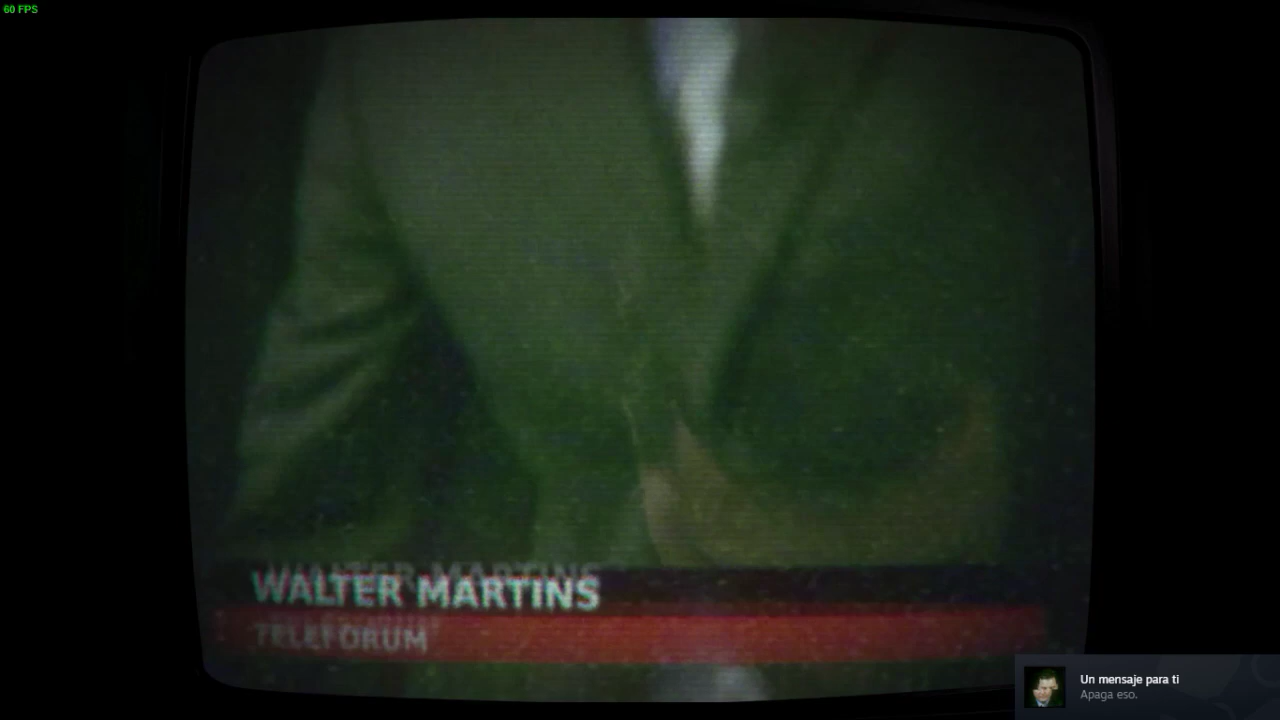 60 FPS
WALTER MARTINS
TELEFORUM
Un mensaje para ti
Apaga eso.